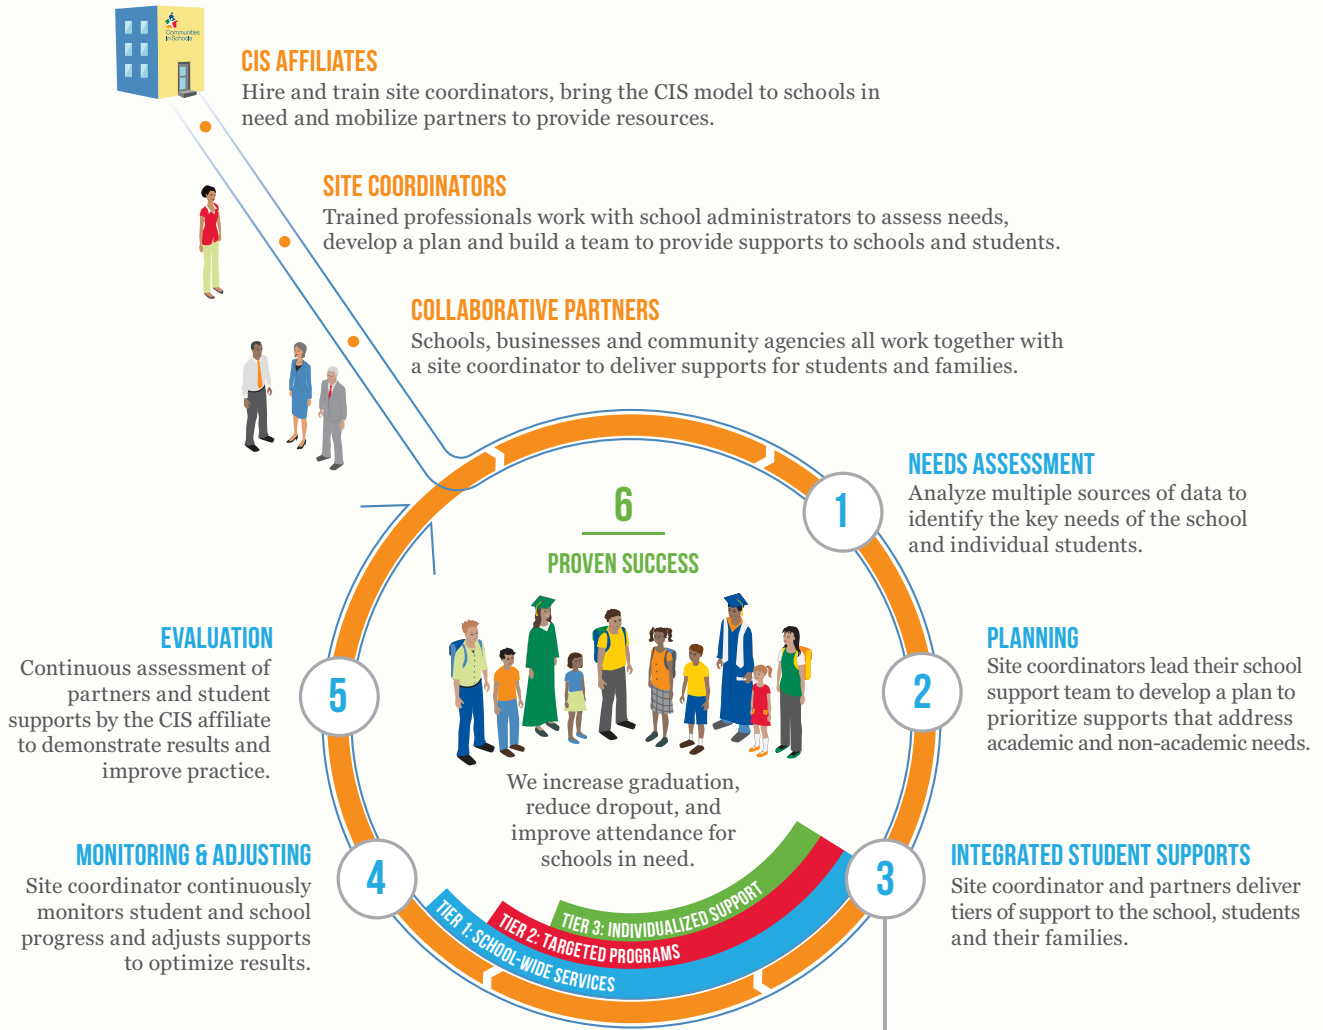 Communities
In Schools
CIS AFFILIATES
Hire and train site coordinators, bring the CIS model to schools in
need and mobilize partners to provide resources.
SITE COORDINATORS
Trained professionals work with school administrators to assess needs,
develop a plan and build a team to provide supports to schools and students.
COLLABORATIVE PARTNERS
Schools, businesses and community agencies all work together with
a site coordinator to deliver supports for students and families.
1
NEEDS ASSESSMENT
Analyze multiple sources of data to
identify the key needs of the school
and individual students.
2
PLANNING
Site coordinators lead their school
support team to develop a plan to
prioritize supports that address
academic and non-academic needs.
3
INTEGRATED STUDENT SUPPORTS
Site coordinator and partners deliver
tiers of support to the school, students
and their families.
TIER 3: INDIVIDUALIZED SUPPORT
TIER 2: TARGETED PROGRAMS
TIER 1: SCHOOL-WIDE SERVICES
4
MONITORING & ADJUSTING
Site coordinator continuously
monitors student and school
progress and adjusts supports
to optimize results.
5
EVALUATION
Continuous assessment of
partners and student
supports by the CIS affiliate
to demonstrate results and
improve practice.
6
PROVEN SUCCESS
We increase graduation,
reduce dropout, and
improve attendance for
schools in need.